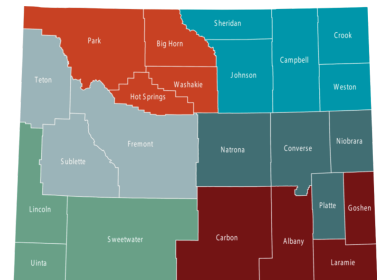 Sheridan
Park
Big Horn
Crook
Campbell
Teton
Johnson
Washakie
Weston
Hot Springs
Fremont
Natrona
Converse
Niobrara
Sublette
Lincoln
Platte
Goshen
Sweetwater
Carbon
Albany
Uinta
Laramie